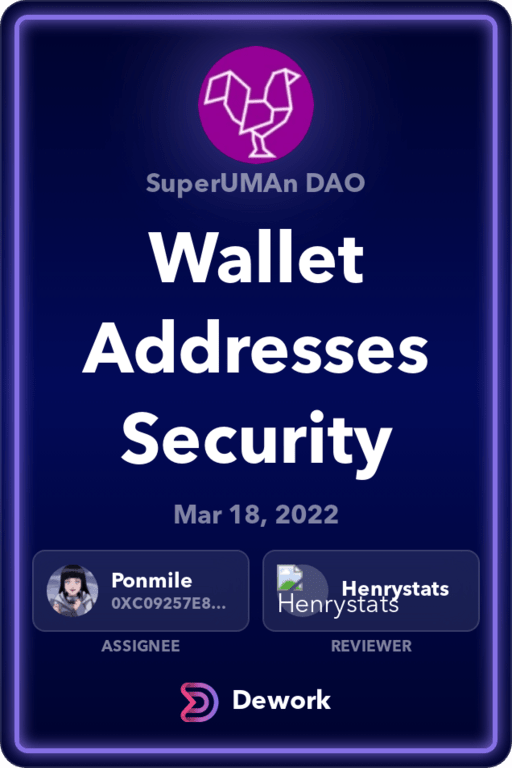 SuperUMAn DAO
Wallet
Addresses
Security
Mar 18, 2022
Ponmile
0XC09257E8...
Henrystats
Henrystats
ASSIGNEE
REVIEWER
Dework